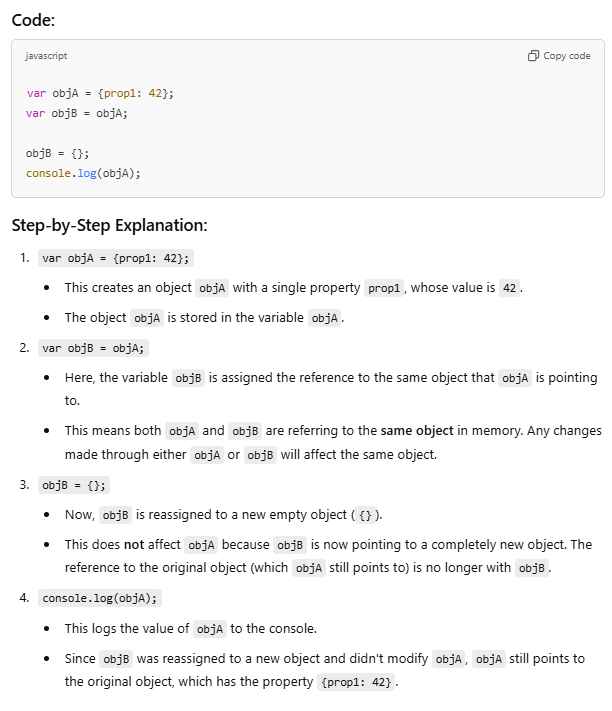 Code:
javascript
Copy code
var objA = {prop1: 42};
var objB = objA;
objB = {};
console.log(objA);
Step-by-Step Explanation:
1. var objA = {prop1: 42};
• This creates an object objA with a single property prop1, whose value is 42.
• The object objA is stored in the variable objA.
2. var objB = objA;
• Here, the variable objB is assigned the reference to the same object that objA is pointing
to.
• This means both objA and objB are referring to the same object in memory. Any changes
made through either objA or objB will affect the same object.
3. objB = {};
• Now, objB is reassigned to a new empty object ({}).
• This does not affect objA because objB is now pointing to a completely new object. The
reference to the original object (which objA still points to) is no longer with objB.
4. console.log(objA);
• This logs the value of objA to the console.
• Since objB was reassigned to a new object and didn't modify objA, objA still points to
the original object, which has the property {prop1: 42}.